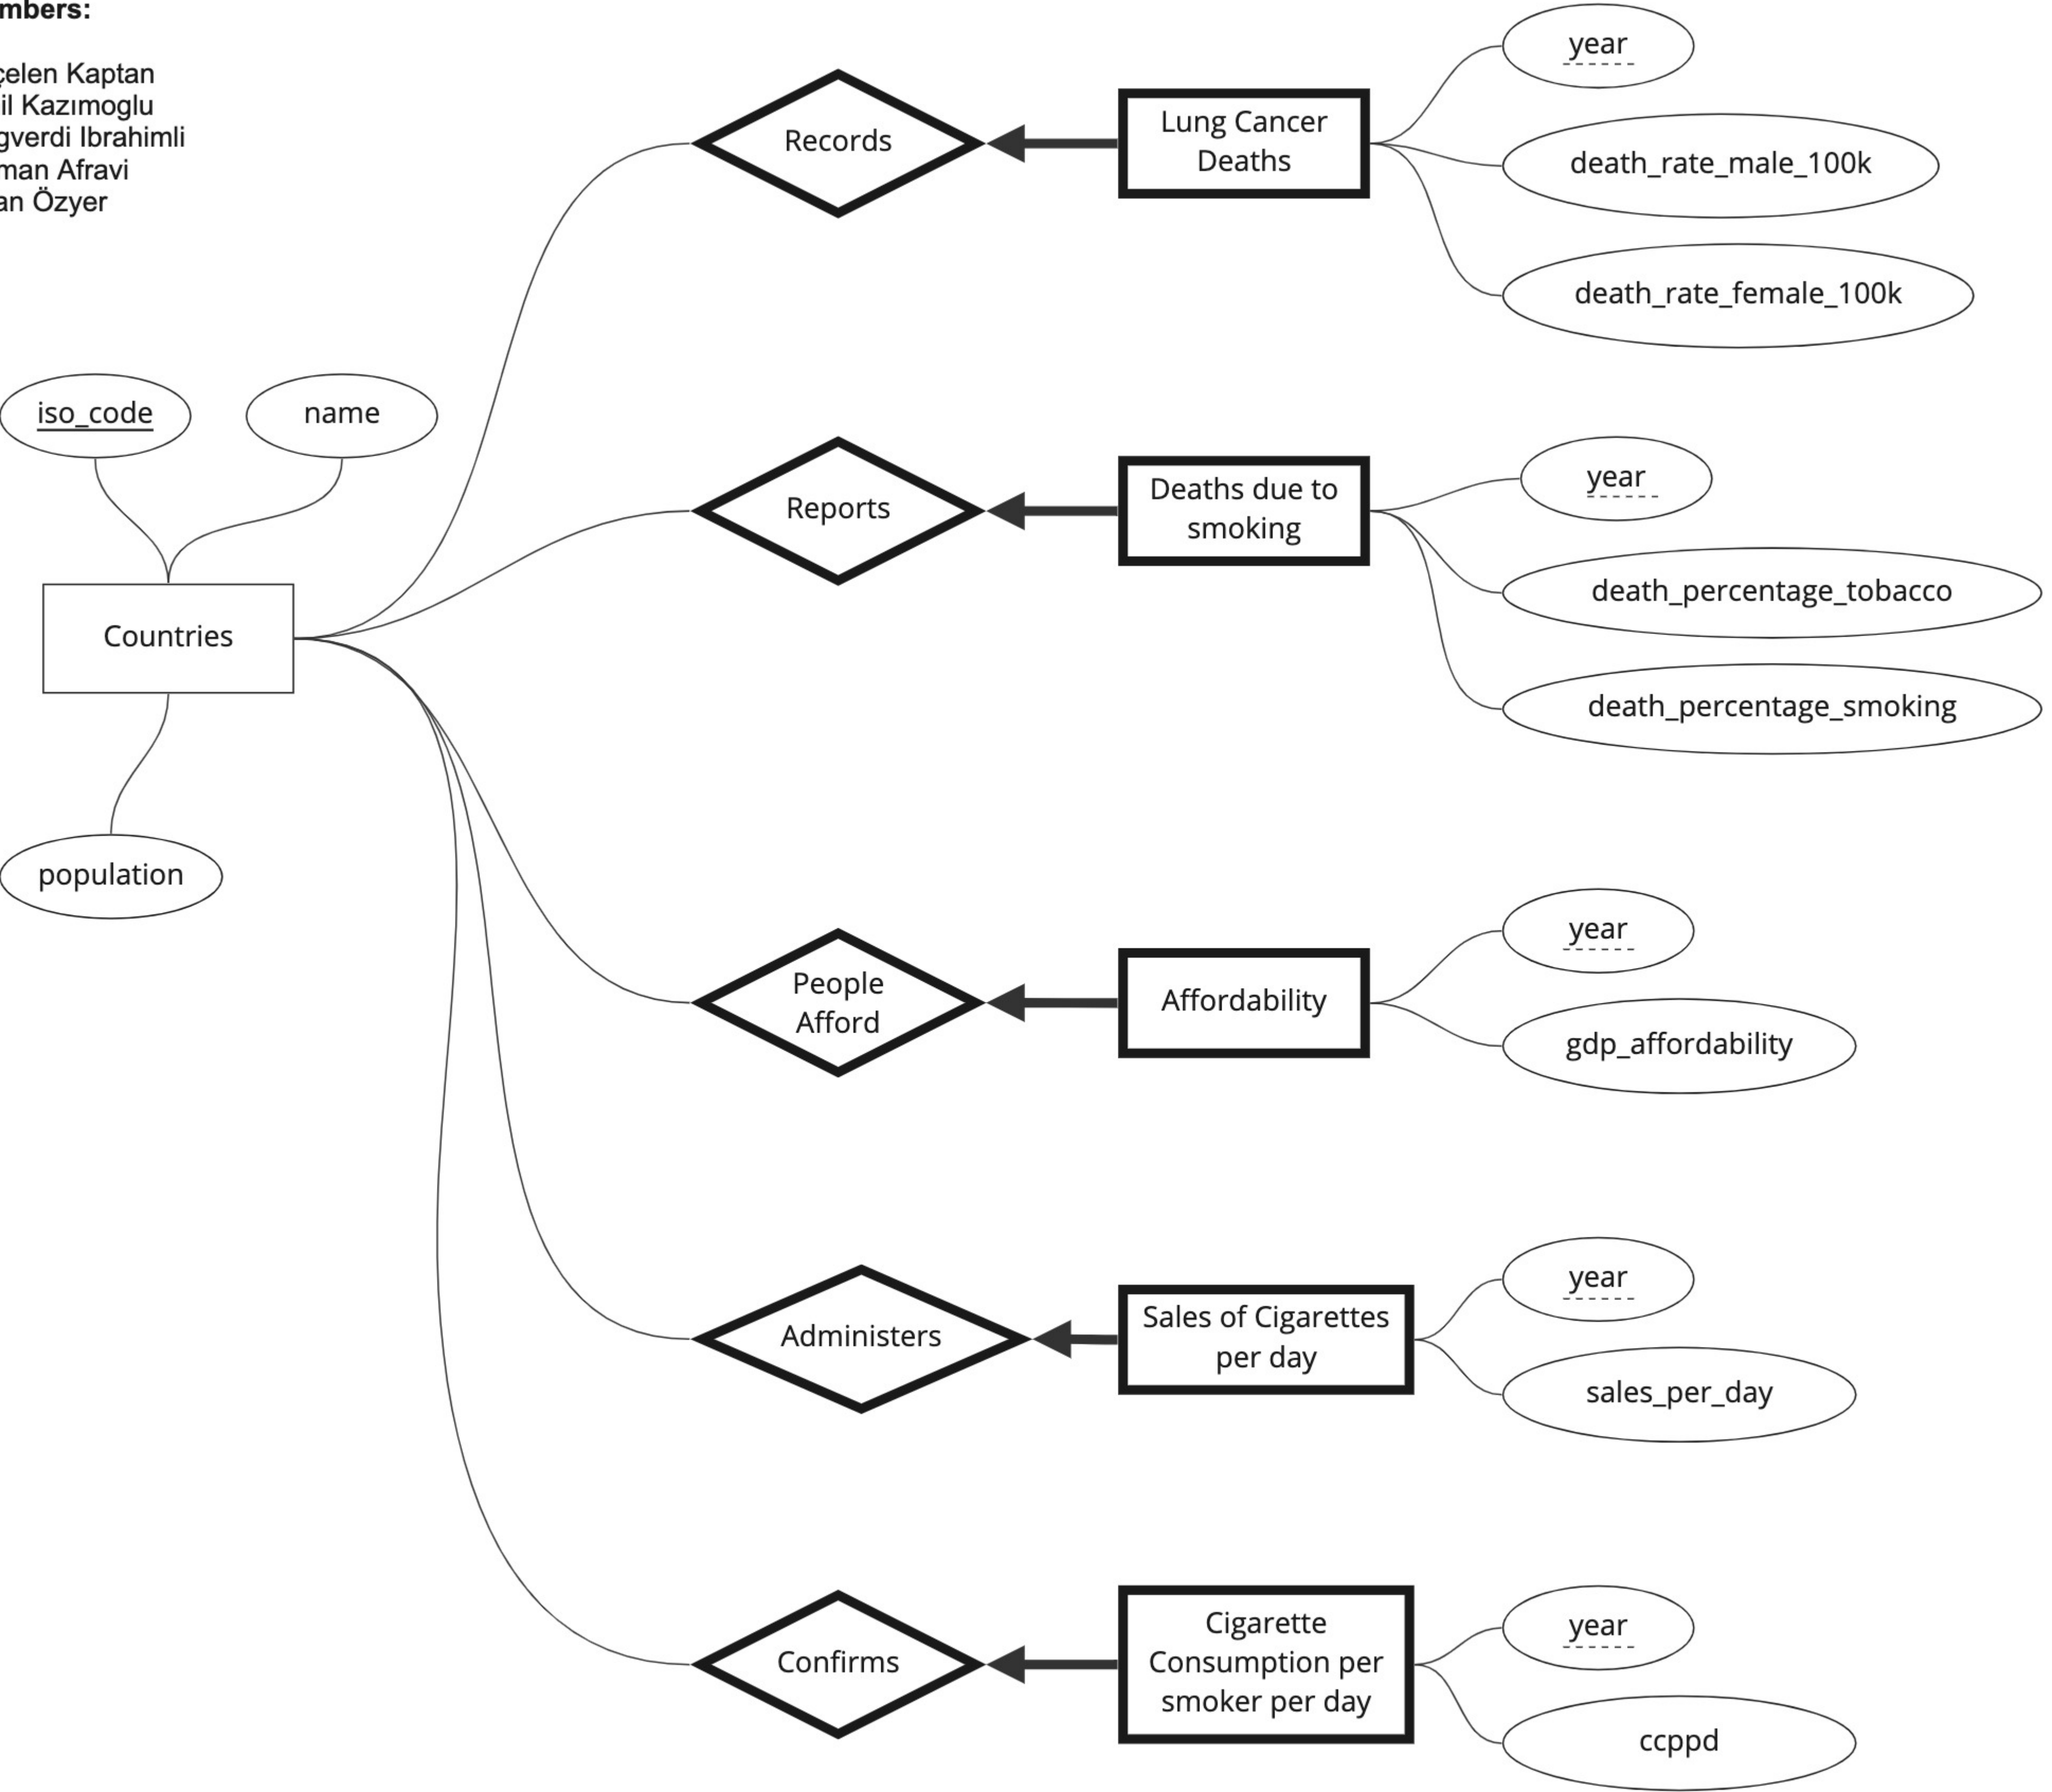 mbers:
çelen Kaptan
il Kazımoglu
gverdi Ibrahimli
man Afravi
an Özyer
year
Records
Lung Cancer
Deaths
death_rate_male_100k
death_rate_female_100k
iso_code
name
Reports
Deaths due to
smoking
year
death_percentage_tobacco
death_percentage_smoking
Countries
population
People
Afford
Affordability
year
gdp_affordability
Administers
Sales of Cigarettes
per day
year
sales_per_day
Confirms
Cigarette
Consumption per
smoker per day
year
ccppd